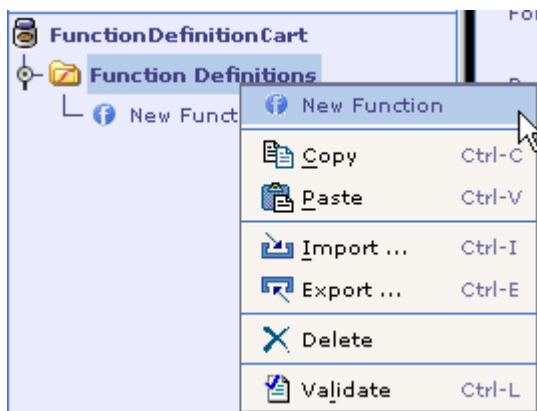 FunctionDefinitionCart
Function Definitions
New Funct
New Function
Copy Ctrl-C
Paste Ctrl-V
Import ... Ctrl-I
Export ... Ctrl-E
Delete
Validate Ctrl-L